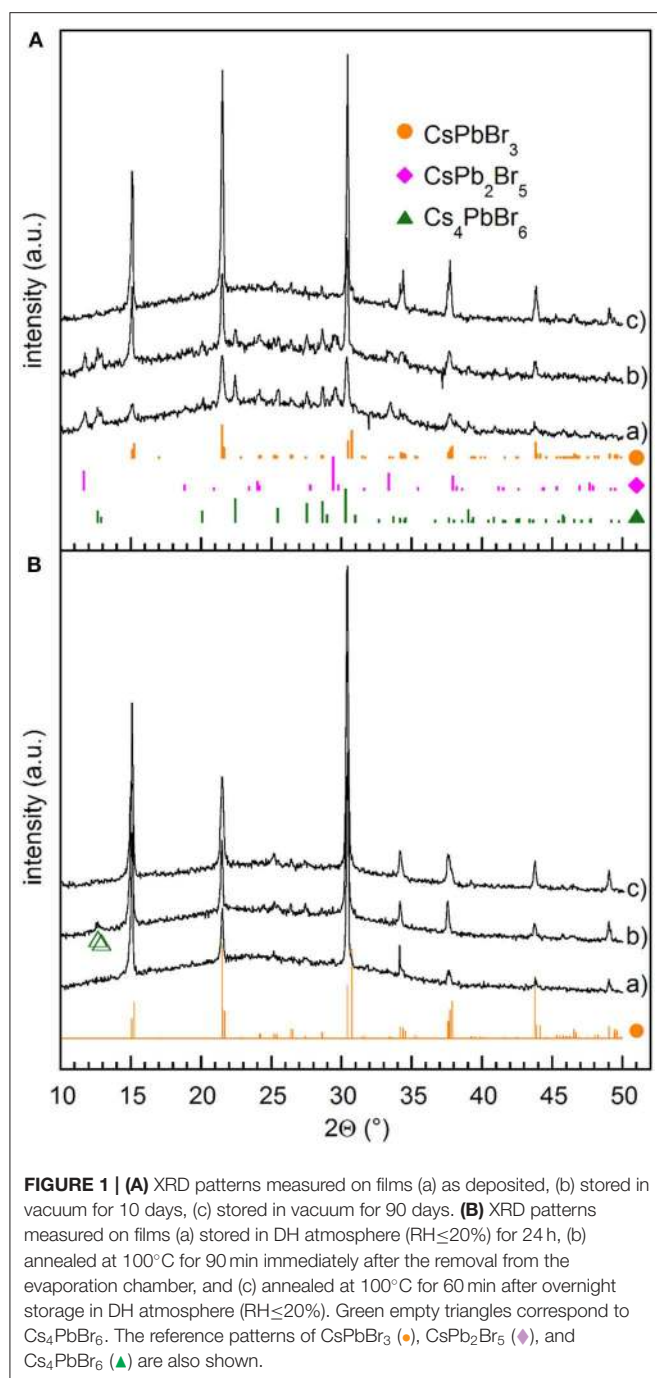 A
CsPbBr₃
CsPb₂Br₅
Cs₄PbBr₆
intensity (a.u.)
c)
b)
a)
B
intensity (a.u.)
c)
b)
a)
10 15 20 25 30 35 40 45 50
2Θ (°)
FIGURE 1 | (A) XRD patterns measured on films (a) as deposited, (b) stored in
vacuum for 10 days, (c) stored in vacuum for 90 days. (B) XRD patterns
measured on films (a) stored in DH atmosphere (RH≤20%) for 24 h, (b)
annealed at 100°C for 90 min immediately after the removal from the
evaporation chamber, and (c) annealed at 100°C for 60 min after overnight
storage in DH atmosphere (RH≤20%). Green empty triangles correspond to
Cs₄PbBr₆. The reference patterns of CsPbBr₃ (●), CsPb₂Br₅ (◆), and
Cs₄PbBr₆ (▲) are also shown.